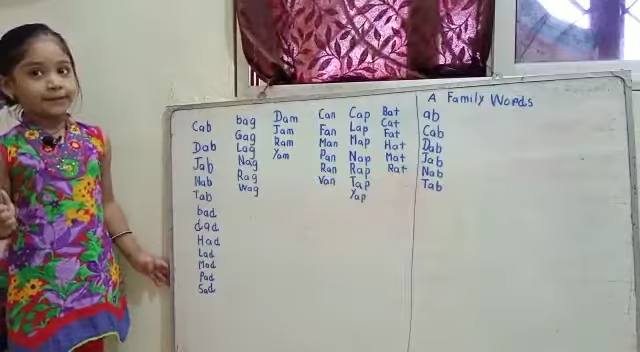 Cab
Dab
Jab
Nab
Tab
bad
dad
Had
Lad
Mad
Pad
Sad
bag
Gag
Lag
Nag
Rag
Wag
Dam
Jam
Ram
Yam
Can
Fan
Man
Pan
Ran
Van
Cap
Lap
Map
Nap
Rap
Tap
Yap
Bat
Cat
Fat
Hat
Mat
Rat
A Family Words
ab
Cab
Dab
Jab
Nab
Tab